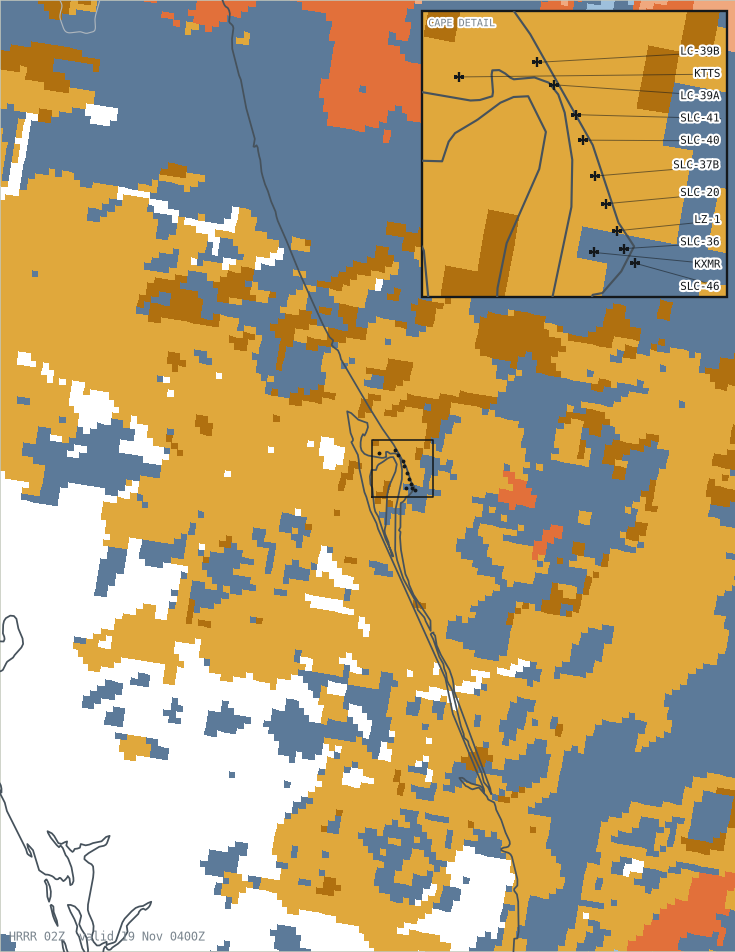 CAPE DETAIL
LC-39B
KTTS
LC-39A
SLC-41
SLC-40
SLC-37B
SLC-20
LZ-1
SLC-36
KXMR
SLC-46
HRRR 02Z valid 19 Nov 0400Z